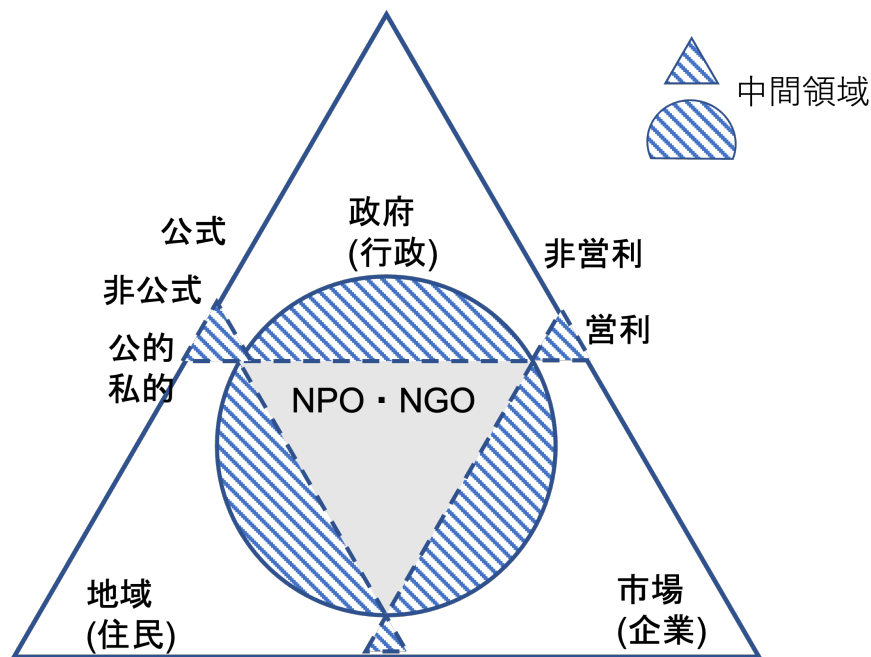 中間領域
政府
(行政)
公式
非公式
非営利
営利
公的
私的
NPO・NGO
地域
(住民)
市場
(企業)